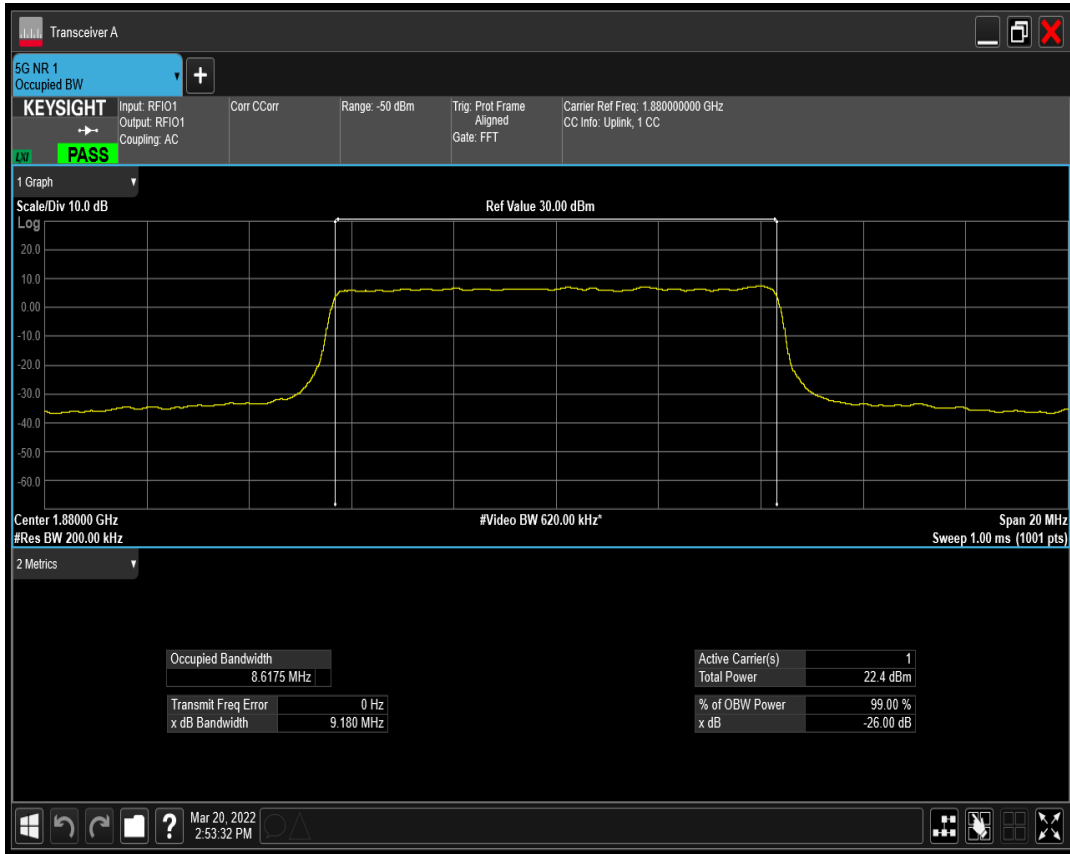 Transceiver A
5G NR 1
Occupied BW
+
KEYSIGHT
LXI
PASS
Input: RFIO1
Output: RFIO1
Coupling: AC
Corr CCorr
Range: -50 dBm
Trig: Prot Frame
Aligned
Gate: FFT
Carrier Ref Freq: 1.880000000 GHz
CC Info: Uplink, 1 CC
1 Graph
Scale/Div 10.0 dB
Ref Value 30.00 dBm
Log
20.0
10.0
0.00
-10.0
-20.0
-30.0
-40.0
-50.0
-60.0
Center 1.88000 GHz
#Video BW 620.00 kHz*
Span 20 MHz
#Res BW 200.00 kHz
Sweep 1.00 ms (1001 pts)
2 Metrics
Occupied Bandwidth
8.6175 MHz
Transmit Freq Error 0 Hz
x dB Bandwidth 9.180 MHz
Active Carrier(s) 1
Total Power 22.4 dBm
% of OBW Power 99.00 %
x dB -26.00 dB
?
Mar 20, 2022
2:53:32 PM